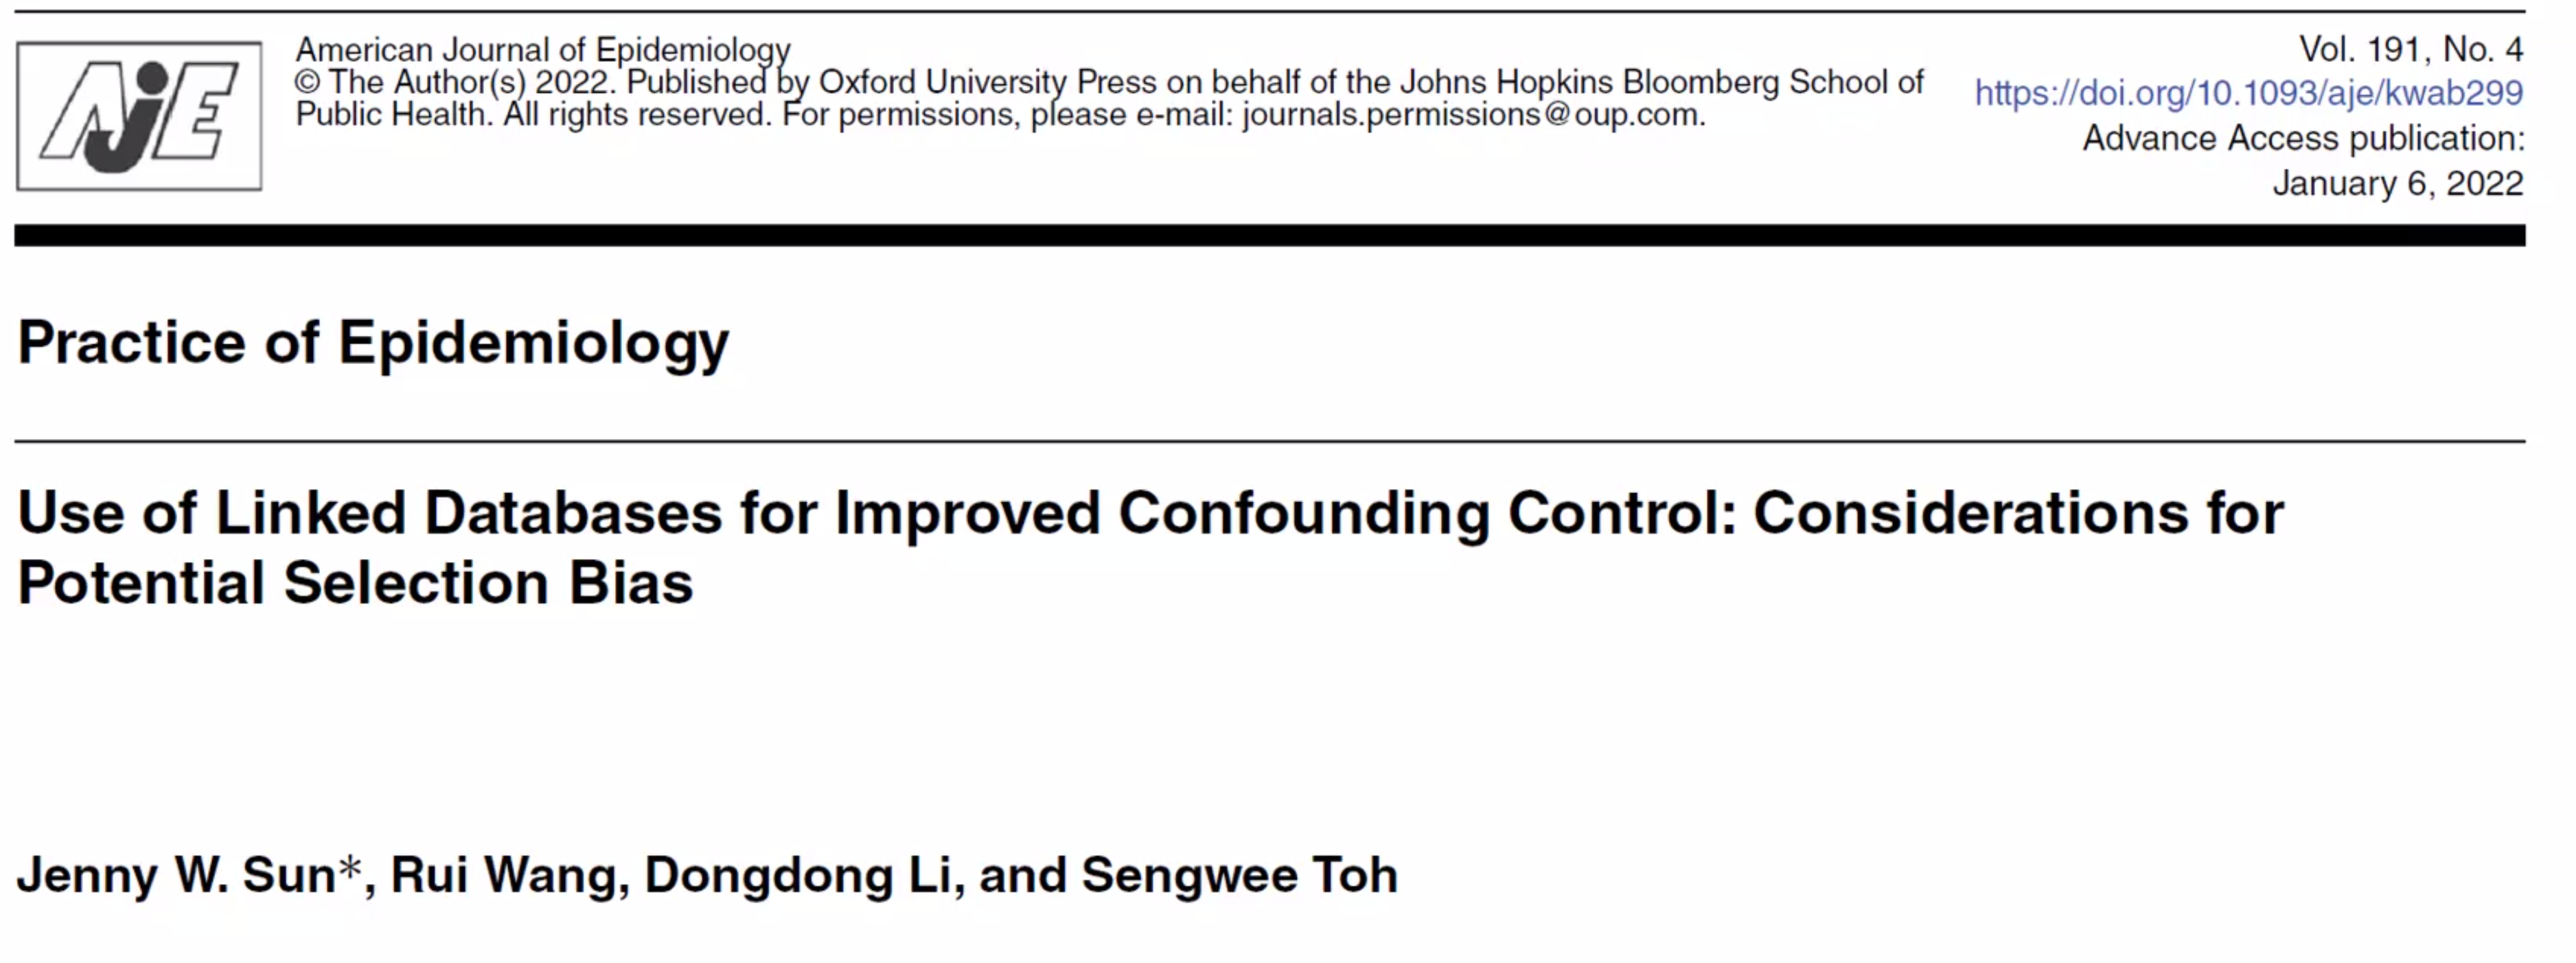 AJE
American Journal of Epidemiology
© The Author(s) 2022. Published by Oxford University Press on behalf of the Johns Hopkins Bloomberg School of
Public Health. All rights reserved. For permissions, please e-mail: journals.permissions@oup.com.
Vol. 191, No. 4
https://doi.org/10.1093/aje/kwab299
Advance Access publication:
January 6, 2022
Practice of Epidemiology
Use of Linked Databases for Improved Confounding Control: Considerations for
Potential Selection Bias
Jenny W. Sun*, Rui Wang, Dongdong Li, and Sengwee Toh